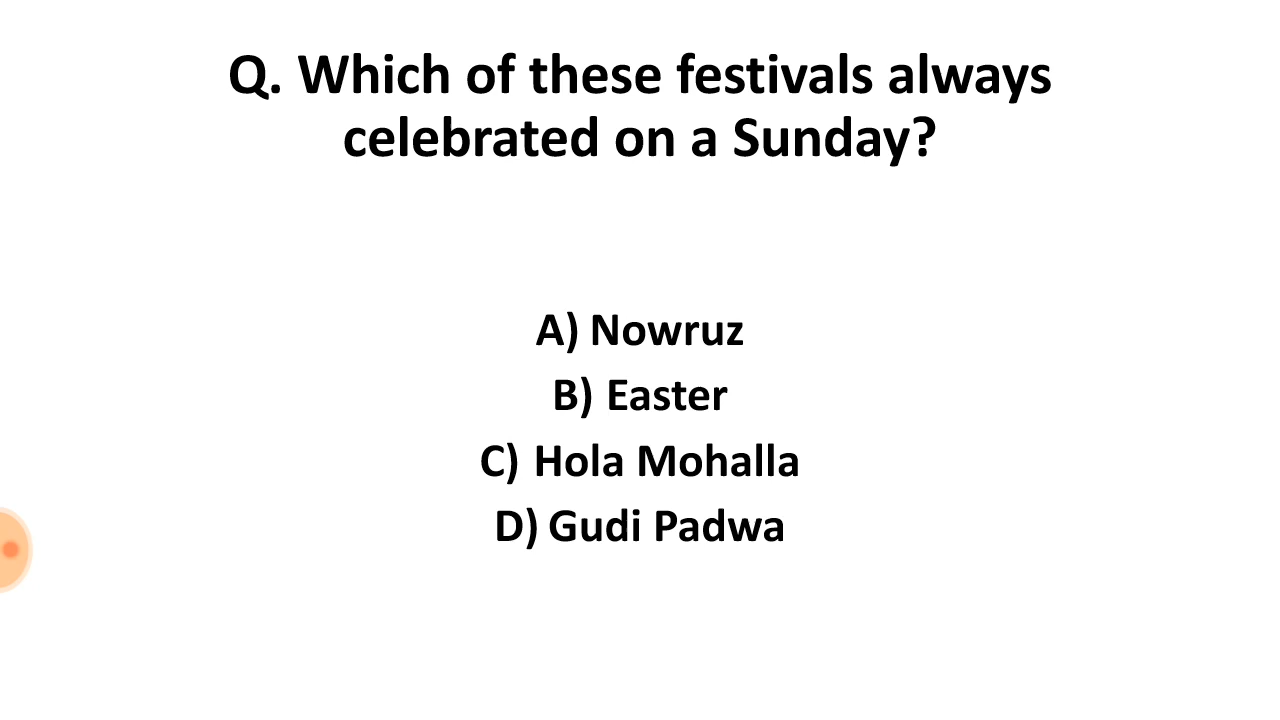 Q. Which of these festivals always
celebrated on a Sunday?
A) Nowruz
B) Easter
C) Hola Mohalla
D) Gudi Padwa